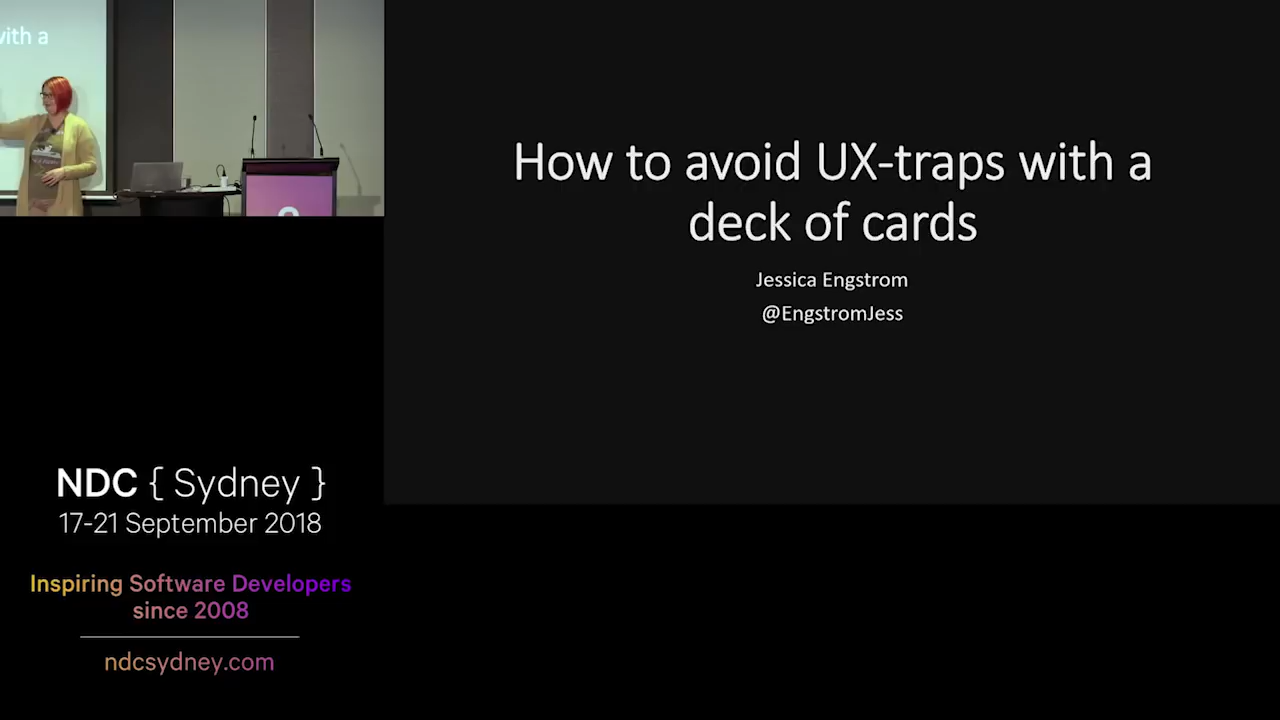 with a
How to avoid UX-traps with a
deck of cards
Jessica Engstrom
@EngstromJess
NDC { Sydney }
17-21 September 2018
Inspiring Software Developers
since 2008
ndcsydney.com